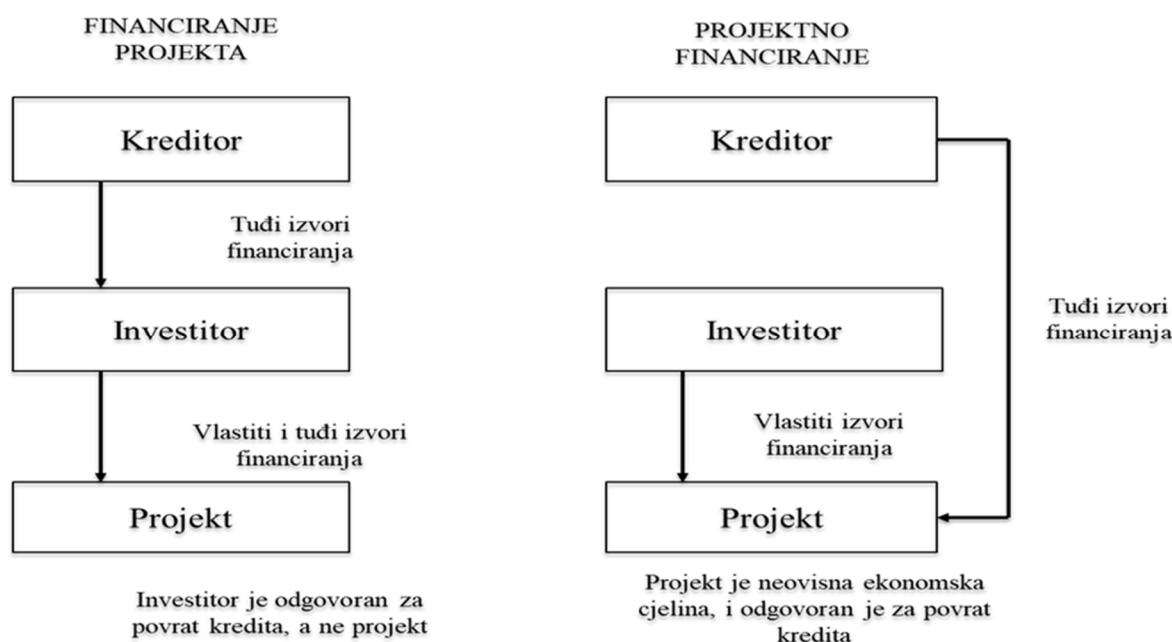 FINANCIRANJE
PROJEKTA
Kreditor
Tuđi izvori
financiranja
Investitor
Vlastiti i tuđi izvori
financiranja
Projekt
Investitor je odgovoran za
povrat kredita, a ne projekt
PROJEKTNO
FINANCIRANJE
Kreditor
Investitor
Tuđi izvori
financiranja
Vlastiti izvori
financiranja
Projekt
Projekt je neovisna ekonomska
cjelina, i odgovoran je za povrat
kredita